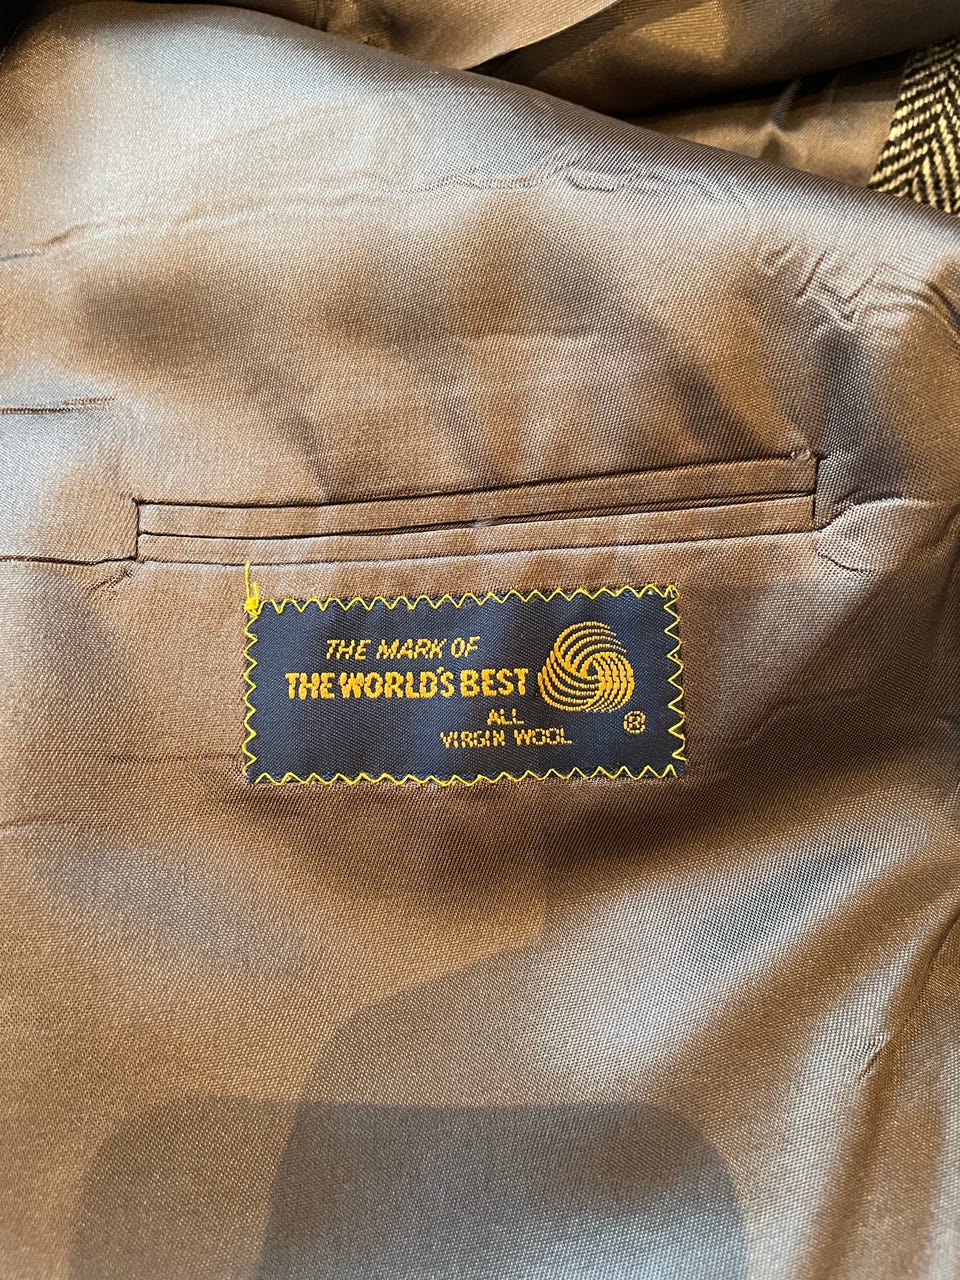 THE MARK OF
THE WORLD'S BEST
ALL
VIRGIN WOOL
®